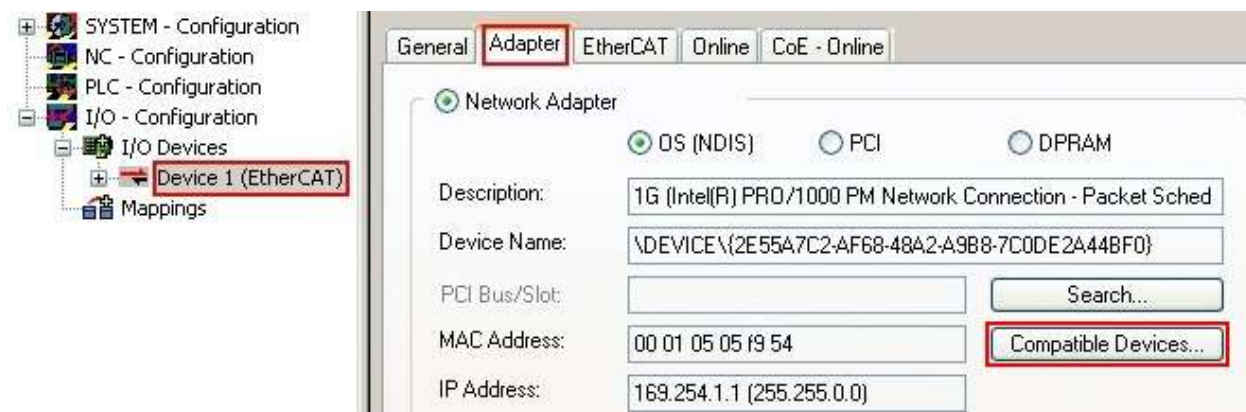 SYSTEM - Configuration
NC - Configuration
PLC - Configuration
I/O - Configuration
I/O Devices
Device 1 (EtherCAT)
Mappings
General Adapter EtherCAT Online CoE - Online
Network Adapter
OS (NDIS) PCI DPRAM
Description: 1G (Intel(R) PRO/1000 PM Network Connection - Packet Sched
Device Name: \DEVICE\{2E55A7C2-AF68-48A2-A9B8-7C0DE2A44BF0}
PCI Bus/Slot: Search...
MAC Address: 00 01 05 05 f9 54 Compatible Devices...
IP Address: 169.254.1.1 (255.255.0.0)